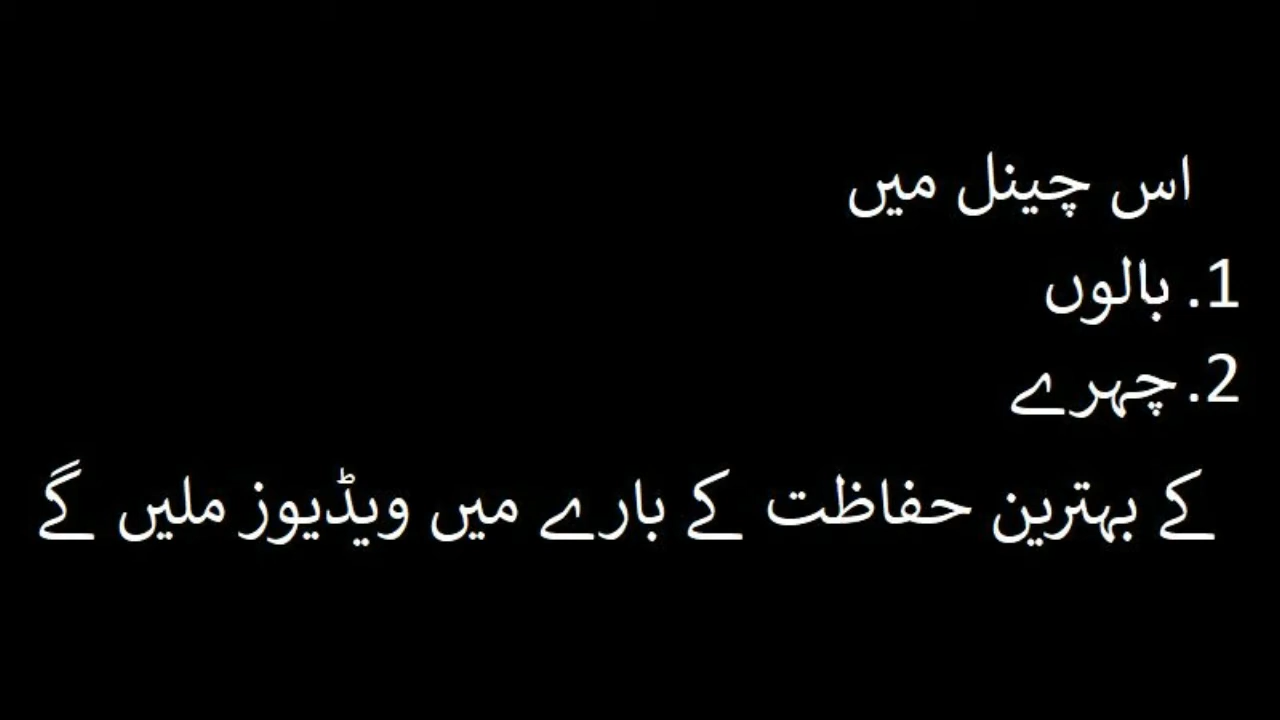 اس چینل میں
1. بالوں
2. چہرے
کے بہترین حفاظت کے بارے میں ویڈیوز ملیں گے